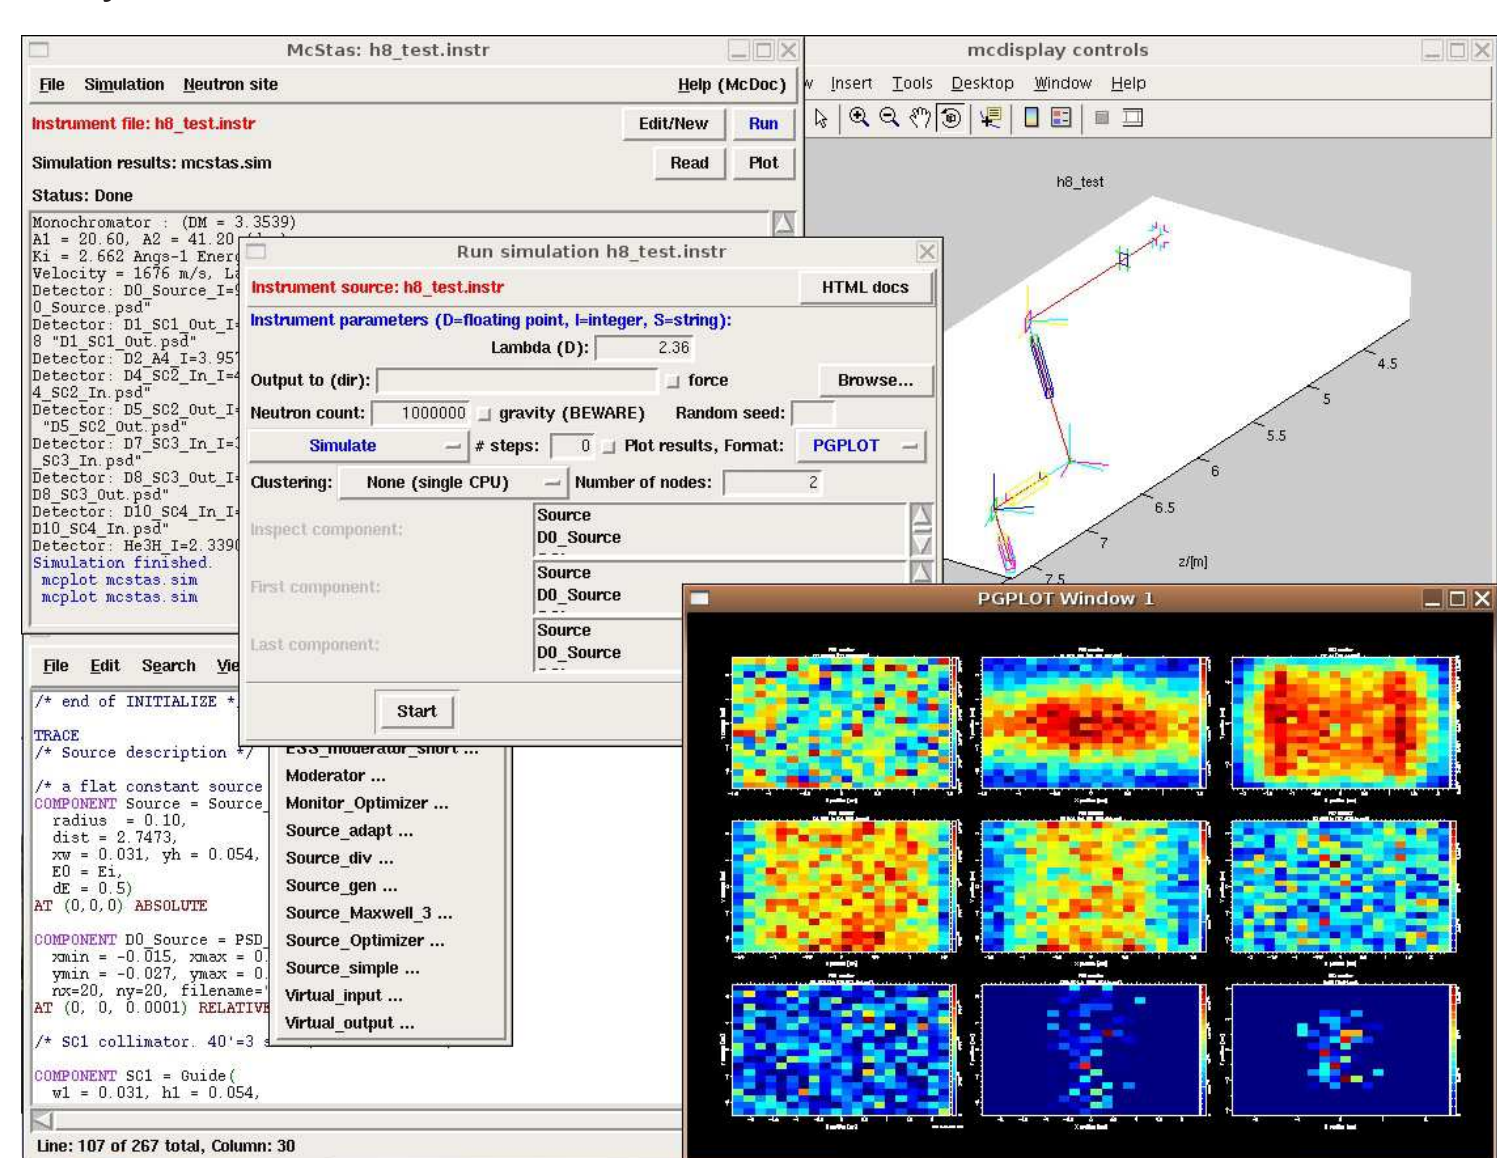 McStas: h8_test.instr
File Simulation Neutron site Help (McDoc)
Instrument file: h8_test.instr Edit/New Run
Simulation results: mcstas.sim Read Plot
Status: Done
Monochromator : (DM = 3.3539)
A1 = 20.60, A2 = 41.20
Ki = 2.662 Angs-1 Energ
Velocity = 1676 m/s, La
Detector: D0_Source_I=9
0_Source.psd"
Detector: D1_SC1_Out_I=
8 "D1_SC1_Out.psd"
Detector: D2_A4_I=3.957
Detector: D4_SC2_In_I=4
4_SC2_In.psd"
Detector: D5_SC2_Out_I=
"D5_SC2_Out.psd"
Detector: D7_SC3_In_I=3
_SC3_In.psd"
Detector: D8_SC3_Out_I=
D8_SC3_Out.psd"
Detector: D10_SC4_In_I=
D10_SC4_In.psd"
Detector: He3H_I=2.3390
Simulation finished.
mcplot mcstas.sim
mcplot mcstas.sim
mcdisplay controls
w Insert Tools Desktop Window Help
h8_test
4.5
5
5.5
6
6.5
7
7.5
z/[m]
Run simulation h8_test.instr
Instrument source: h8_test.instr HTML docs
Instrument parameters (D=floating point, I=integer, S=string):
Lambda (D): 2.36
Output to (dir): force Browse...
Neutron count: 1000000 gravity (BEWARE) Random seed:
Simulate # steps: 0 Plot results, Format: PGPLOT
Clustering: None (single CPU) Number of nodes: 2
Inspect component: Source
D0_Source
First component: Source
D0_Source
Last component: Source
D0_Source
Start
File Edit Search Vie
/* end of INITIALIZE *
TRACE
/* Source description */
/* a flat constant source
COMPONENT Source = Source_
radius = 0.10,
dist = 2.7473,
xw = 0.031, yh = 0.054,
E0 = Ei,
dE = 0.5)
AT (0,0,0) ABSOLUTE
COMPONENT D0_Source = PSD_
xmin = -0.015, xmax = 0.
ymin = -0.027, ymax = 0.
nx=20, ny=20, filename="
AT (0, 0, 0.0001) RELATIVE
/* SC1 collimator. 40'=3 s
COMPONENT SC1 = Guide(
w1 = 0.031, h1 = 0.054,
Line: 107 of 267 total, Column: 30
ESS_moderator_short ...
Moderator ...
Monitor_Optimizer ...
Source_adapt ...
Source_div ...
Source_gen ...
Source_Maxwell_3 ...
Source_Optimizer ...
Source_simple ...
Virtual_input ...
Virtual_output ...
PGPLOT Window 1